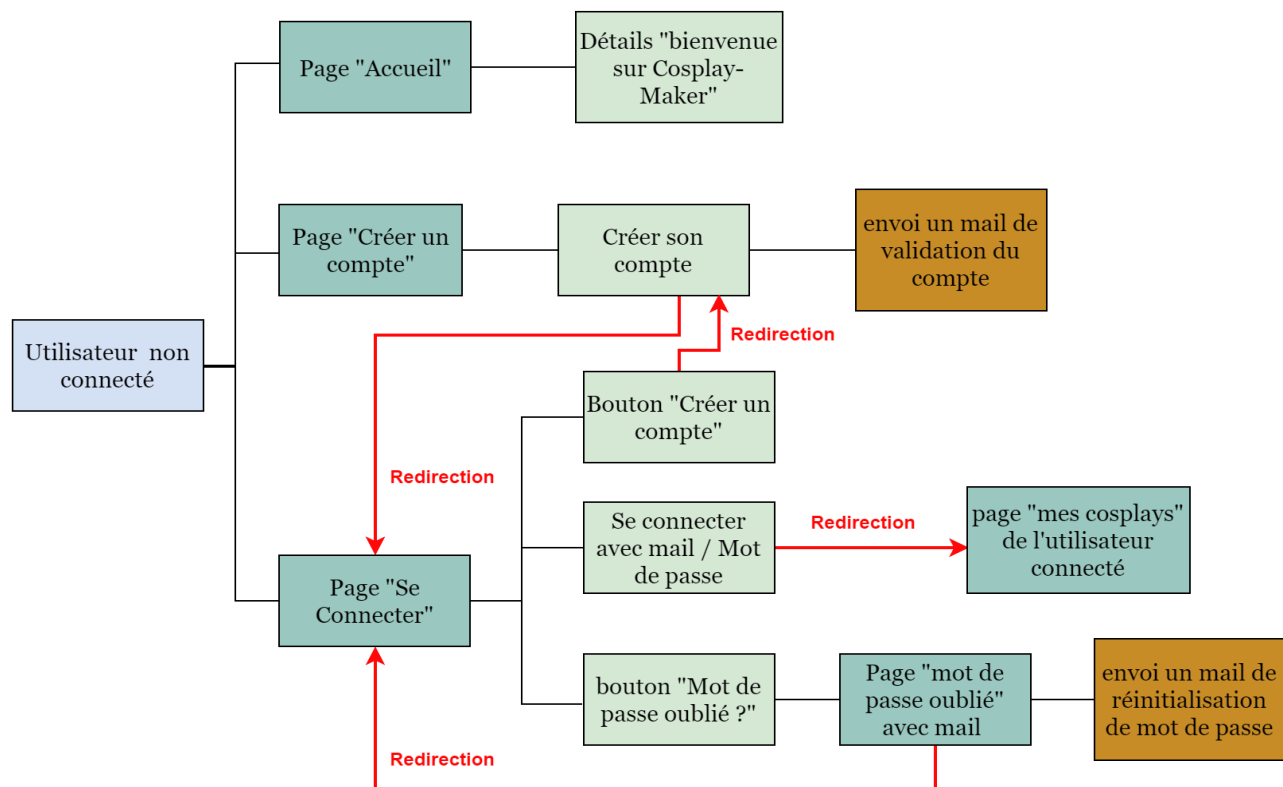 Page "Accueil"
Détails "bienvenue
sur Cosplay-
Maker"
Page "Créer un
compte"
Créer son
compte
envoi un mail de
validation du
compte
Redirection
Utilisateur non
connecté
Bouton "Créer un
compte"
Redirection
Se connecter
avec mail / Mot
de passe
Redirection
page "mes cosplays"
de l'utilisateur
connecté
Page "Se
Connecter"
bouton "Mot de
passe oublié ?"
Page "mot de
passe oublié"
avec mail
envoi un mail de
réinitialisation
de mot de passe
Redirection